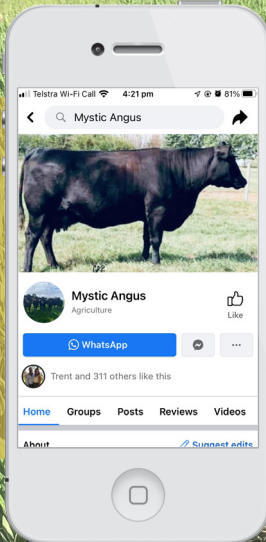 Telstra Wi-Fi Call 4:21 pm 81%
Mystic Angus
Mystic Angus
Agriculture
Like
WhatsApp
Trent and 311 others like this
Home Groups Posts Reviews Videos
About Suggest edits